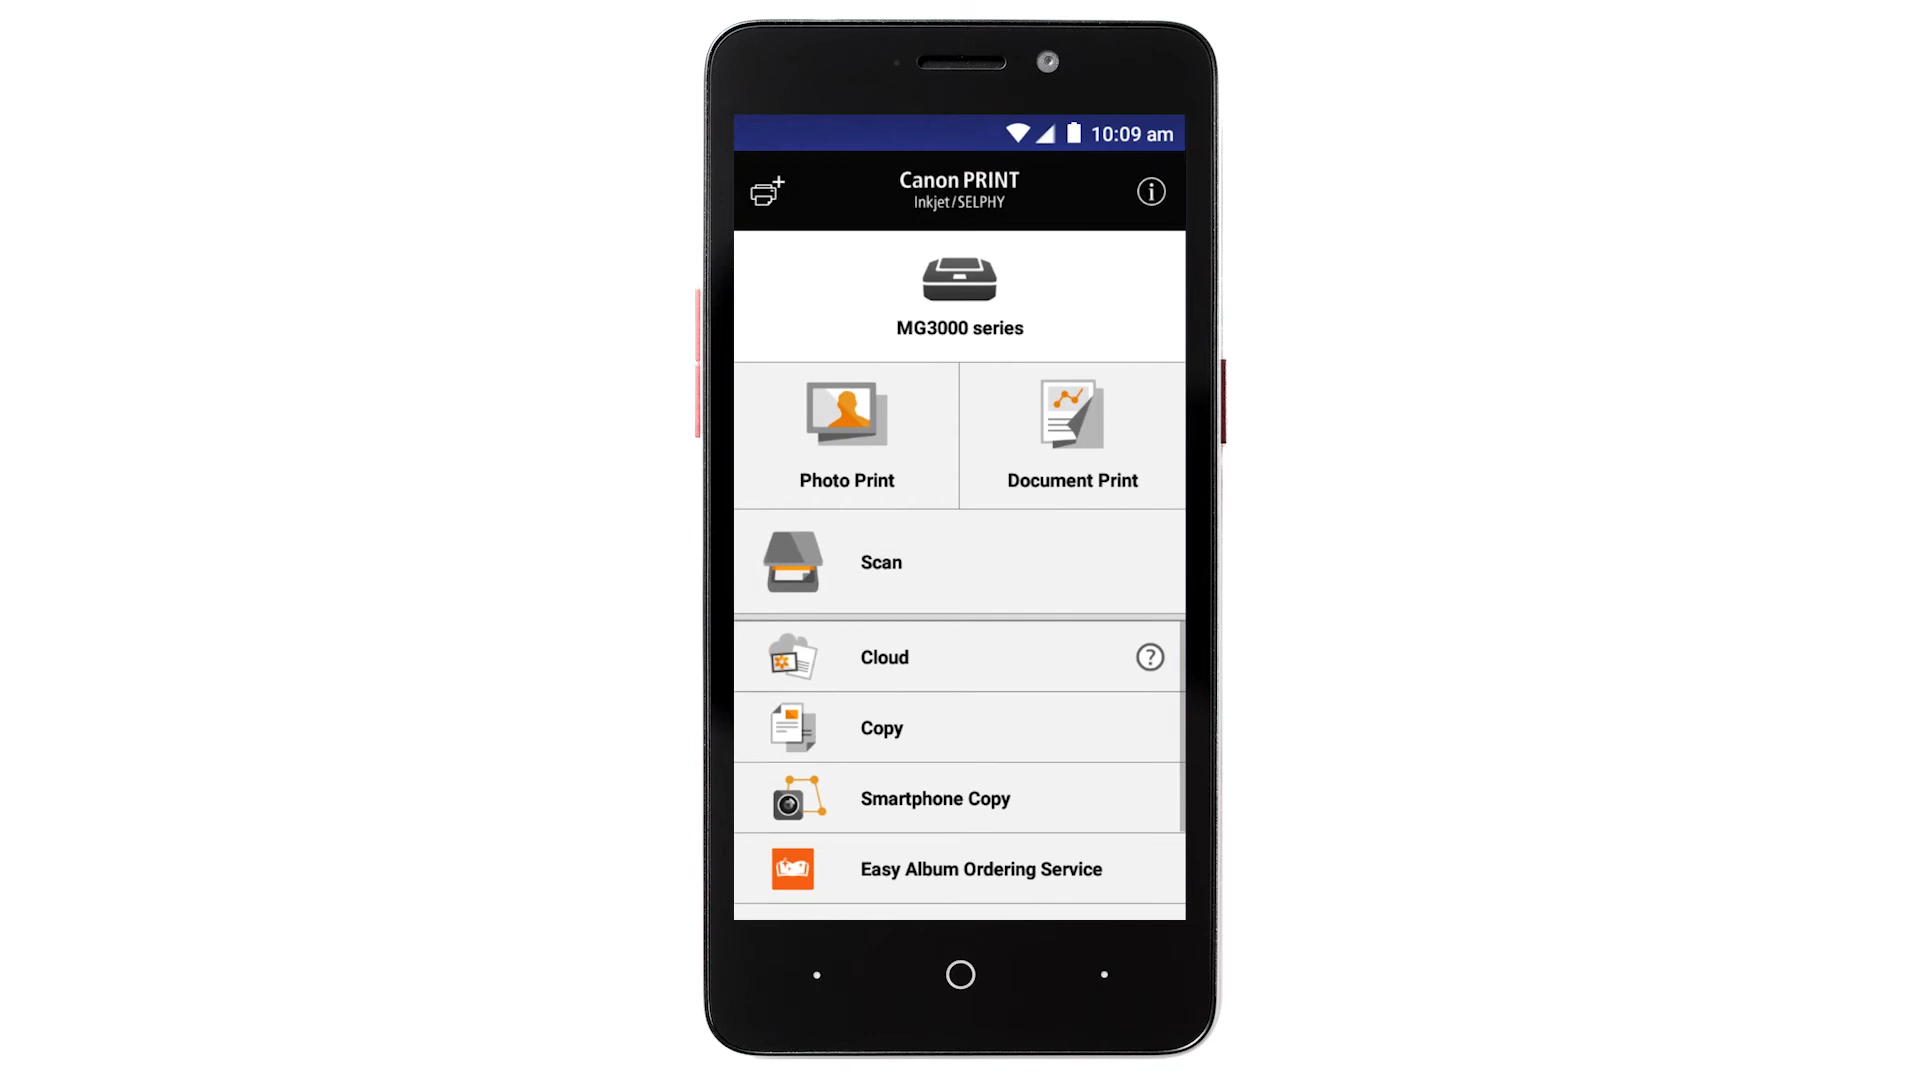 10:09 am
Canon PRINT
Inkjet/SELPHY
MG3000 series
Photo Print
Document Print
Scan
Cloud
Copy
Smartphone Copy
Easy Album Ordering Service